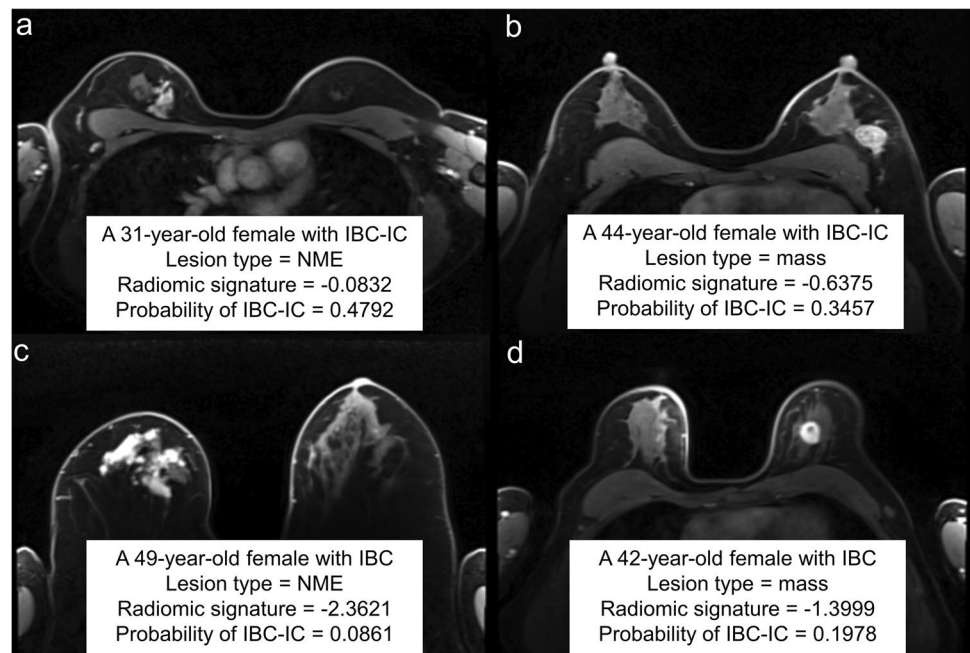 a
A 31-year-old female with IBC-IC
Lesion type = NME
Radiomic signature = -0.0832
Probability of IBC-IC = 0.4792
b
A 44-year-old female with IBC-IC
Lesion type = mass
Radiomic signature = -0.6375
Probability of IBC-IC = 0.3457
c
A 49-year-old female with IBC
Lesion type = NME
Radiomic signature = -2.3621
Probability of IBC-IC = 0.0861
d
A 42-year-old female with IBC
Lesion type = mass
Radiomic signature = -1.3999
Probability of IBC-IC = 0.1978